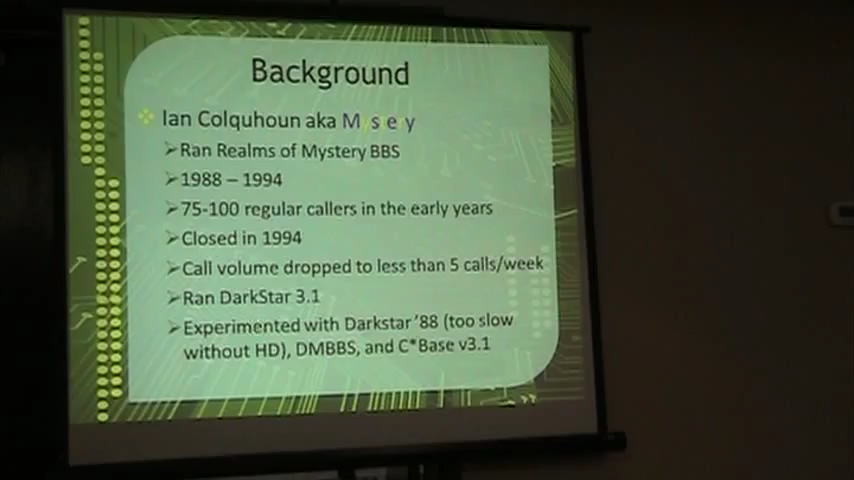 Background
Ian Colquhoun aka Mystery
Ran Realms of Mystery BBS
1988 – 1994
75-100 regular callers in the early years
Closed in 1994
Call volume dropped to less than 5 calls/week
Ran DarkStar 3.1
Experimented with Darkstar '88 (too slow
without HD), DMBBS, and C*Base v3.1